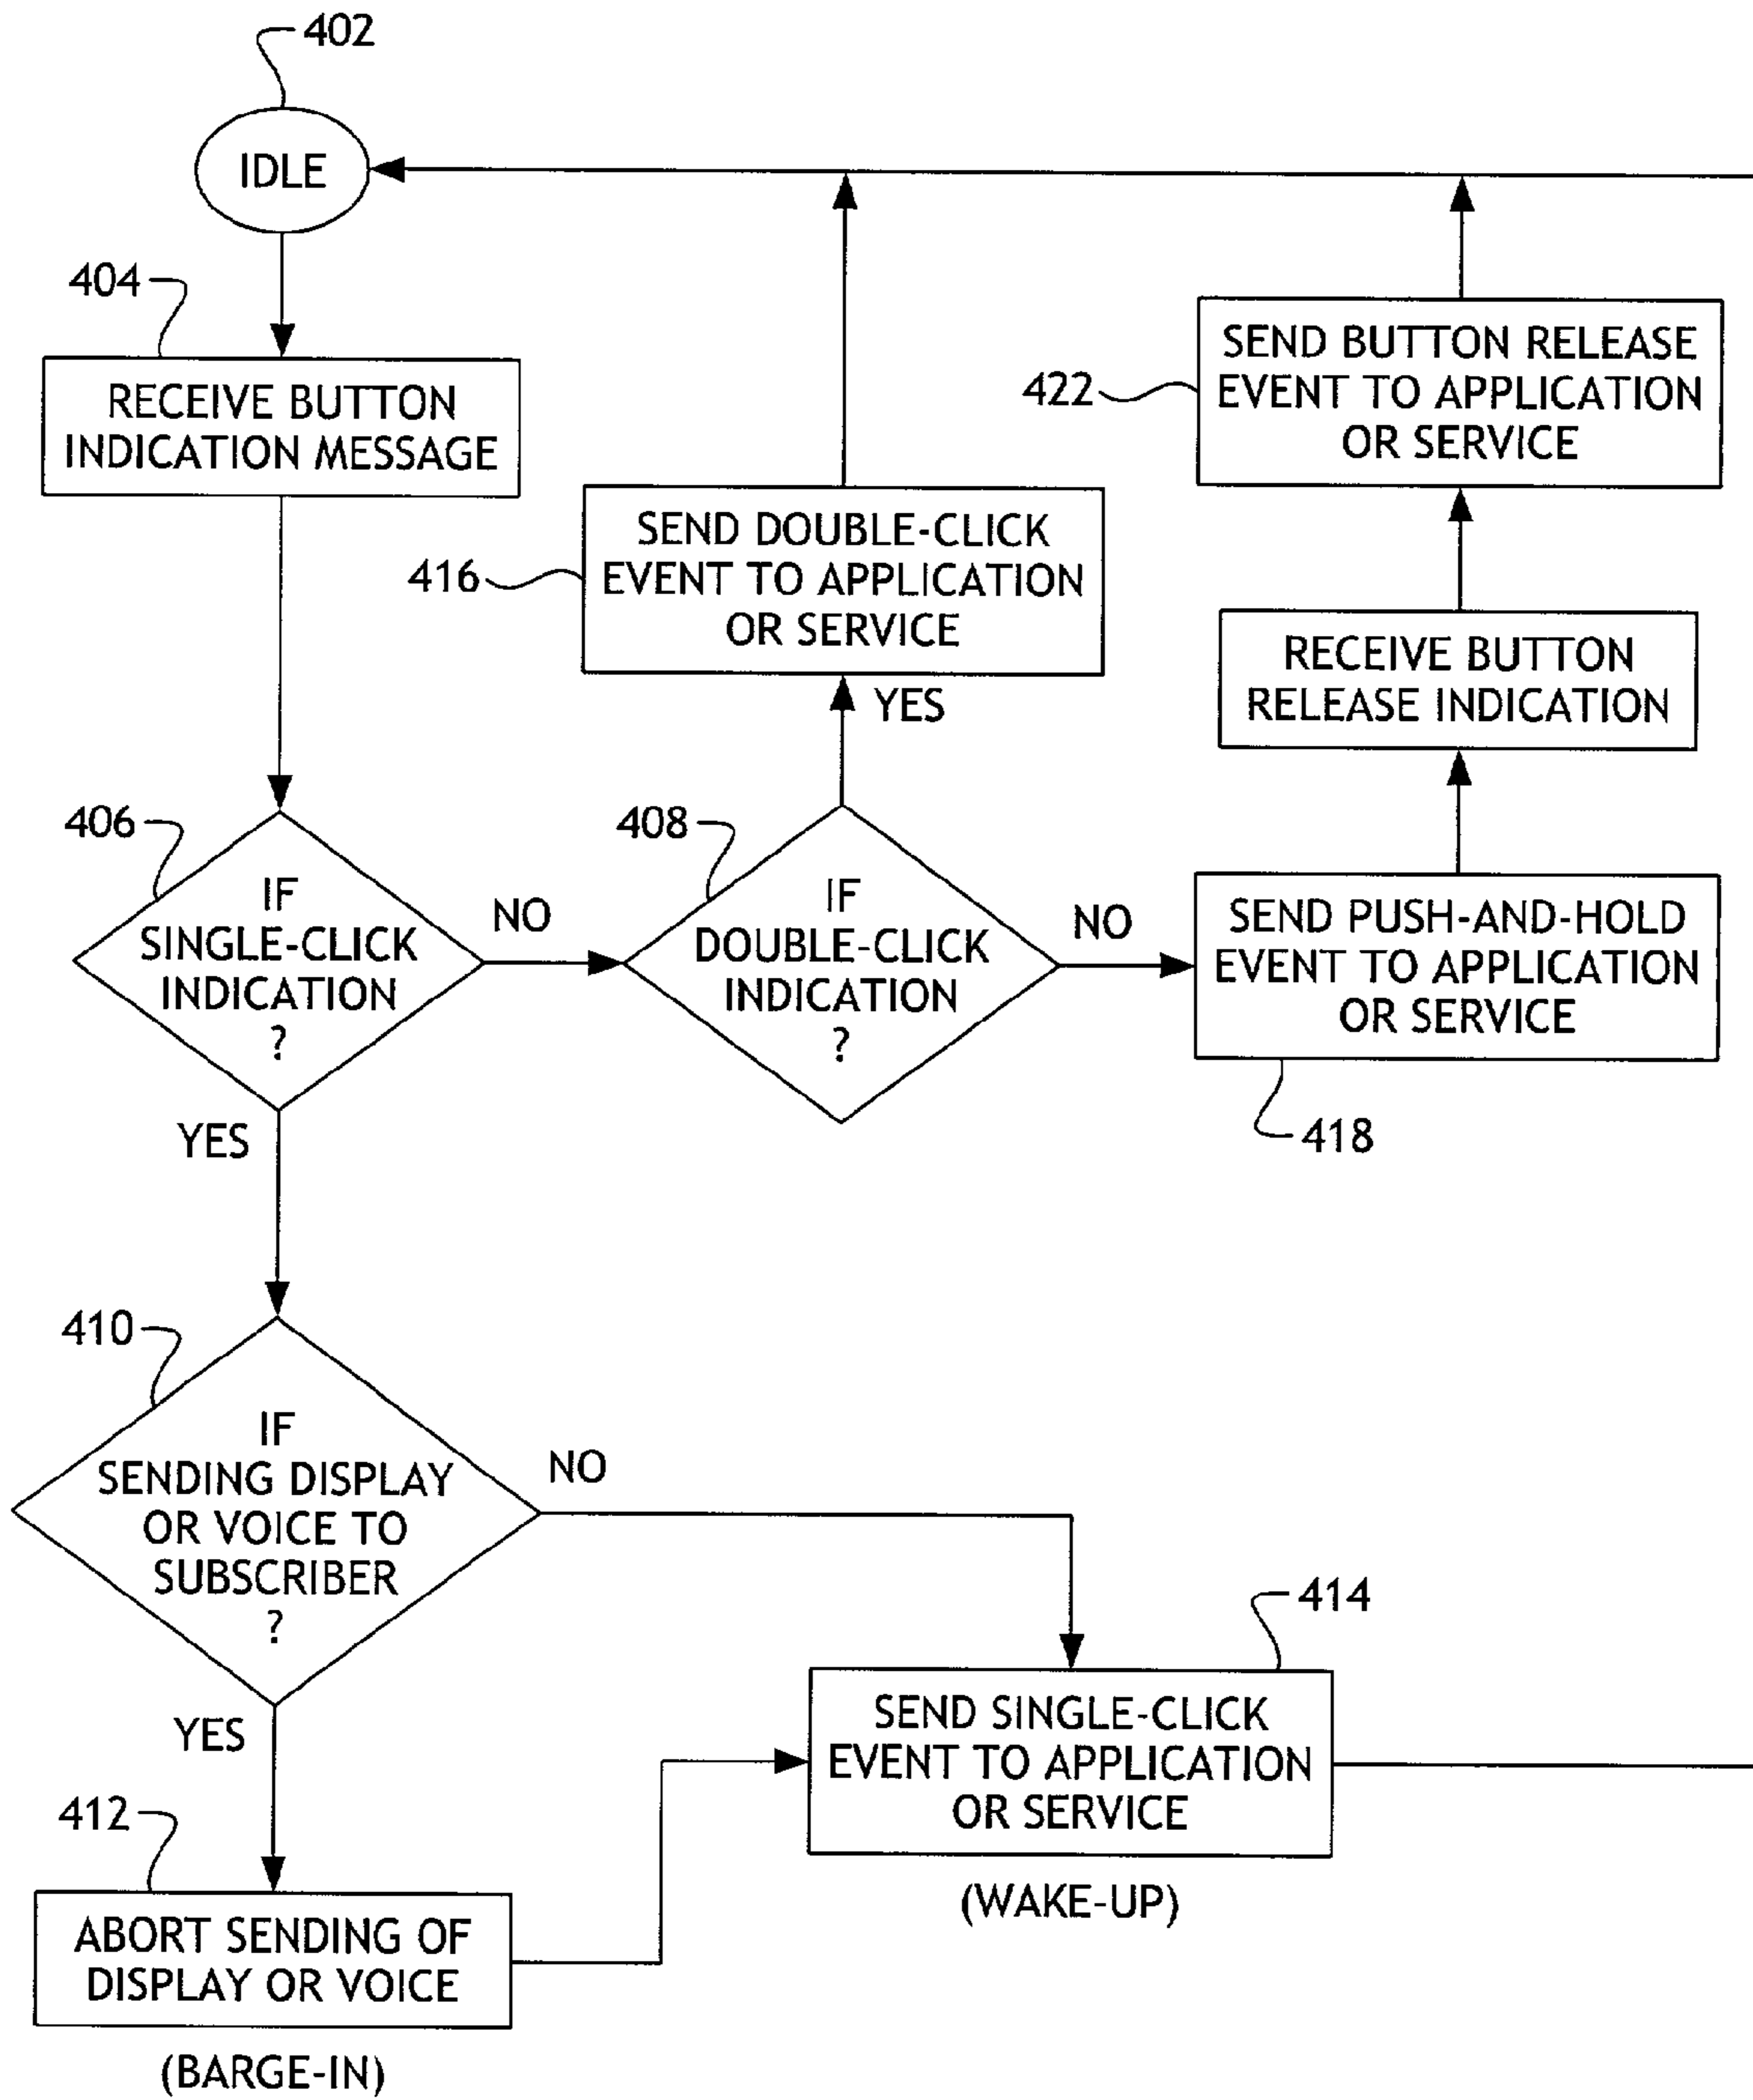 402
IDLE
404
RECEIVE BUTTON
INDICATION MESSAGE
SEND BUTTON RELEASE
EVENT TO APPLICATION
OR SERVICE
422
SEND DOUBLE-CLICK
EVENT TO APPLICATION
OR SERVICE
416
RECEIVE BUTTON
RELEASE INDICATION
YES
406
IF
SINGLE-CLICK
INDICATION
?
NO
408
IF
DOUBLE-CLICK
INDICATION
?
NO
SEND PUSH-AND-HOLD
EVENT TO APPLICATION
OR SERVICE
418
YES
410
IF
SENDING DISPLAY
OR VOICE TO
SUBSCRIBER
?
NO
414
SEND SINGLE-CLICK
EVENT TO APPLICATION
OR SERVICE
(WAKE-UP)
YES
412
ABORT SENDING OF
DISPLAY OR VOICE
(BARGE-IN)